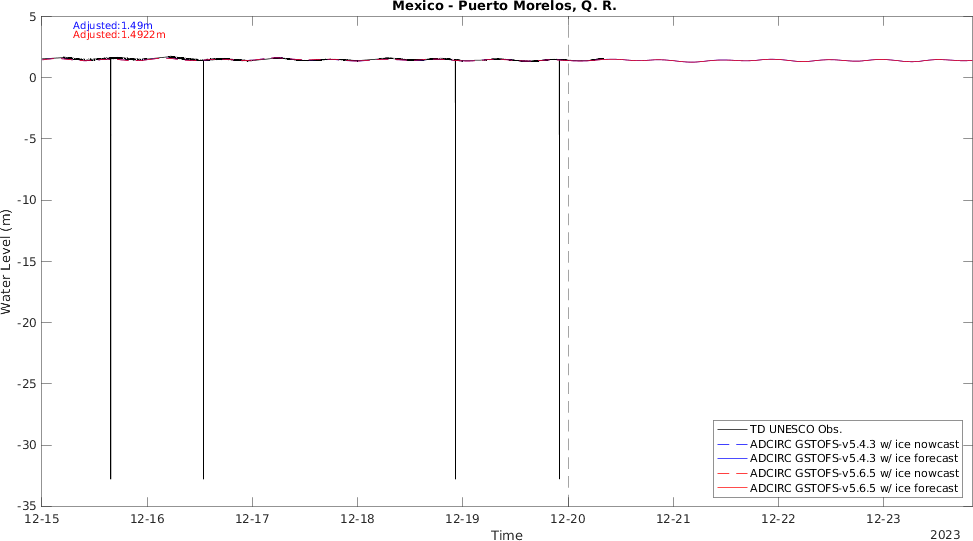 Mexico - Puerto Morelos, Q. R.
Adjusted:1.49m
Adjusted:1.4922m
Water Level (m)
5
0
-5
-10
-15
-20
-25
-30
-35
TD UNESCO Obs.
ADCIRC GSTOFS-v5.4.3 w/ ice nowcast
ADCIRC GSTOFS-v5.4.3 w/ ice forecast
ADCIRC GSTOFS-v5.6.5 w/ ice nowcast
ADCIRC GSTOFS-v5.6.5 w/ ice forecast
12-15 12-16 12-17 12-18 12-19 12-20 12-21 12-22 12-23
Time
2023